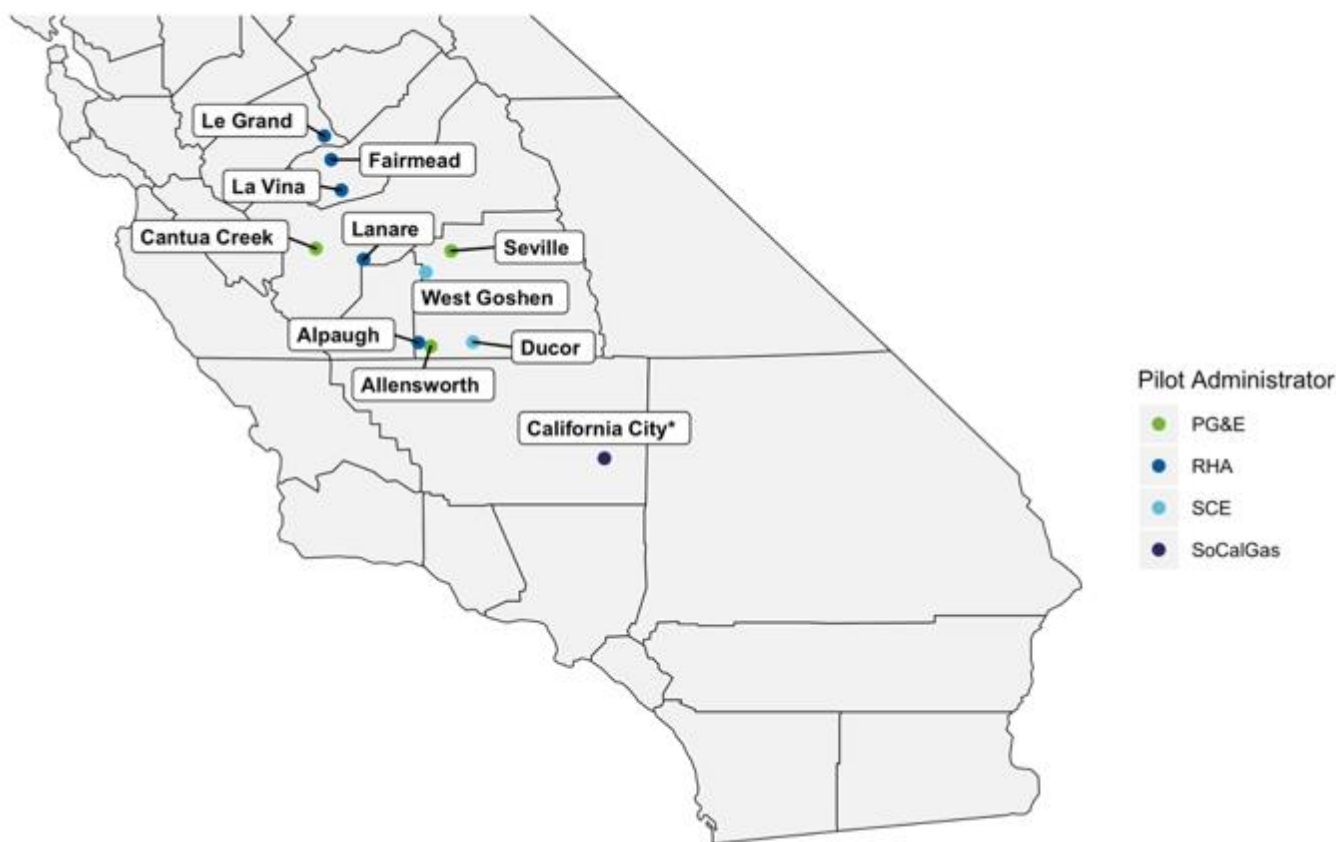 Le Grand
Fairmead
La Vina
Lanare
Cantua Creek
Seville
West Goshen
Alpaugh
Ducor
Allensworth
California City*
Pilot Administrator
PG&E
RHA
SCE
SoCalGas